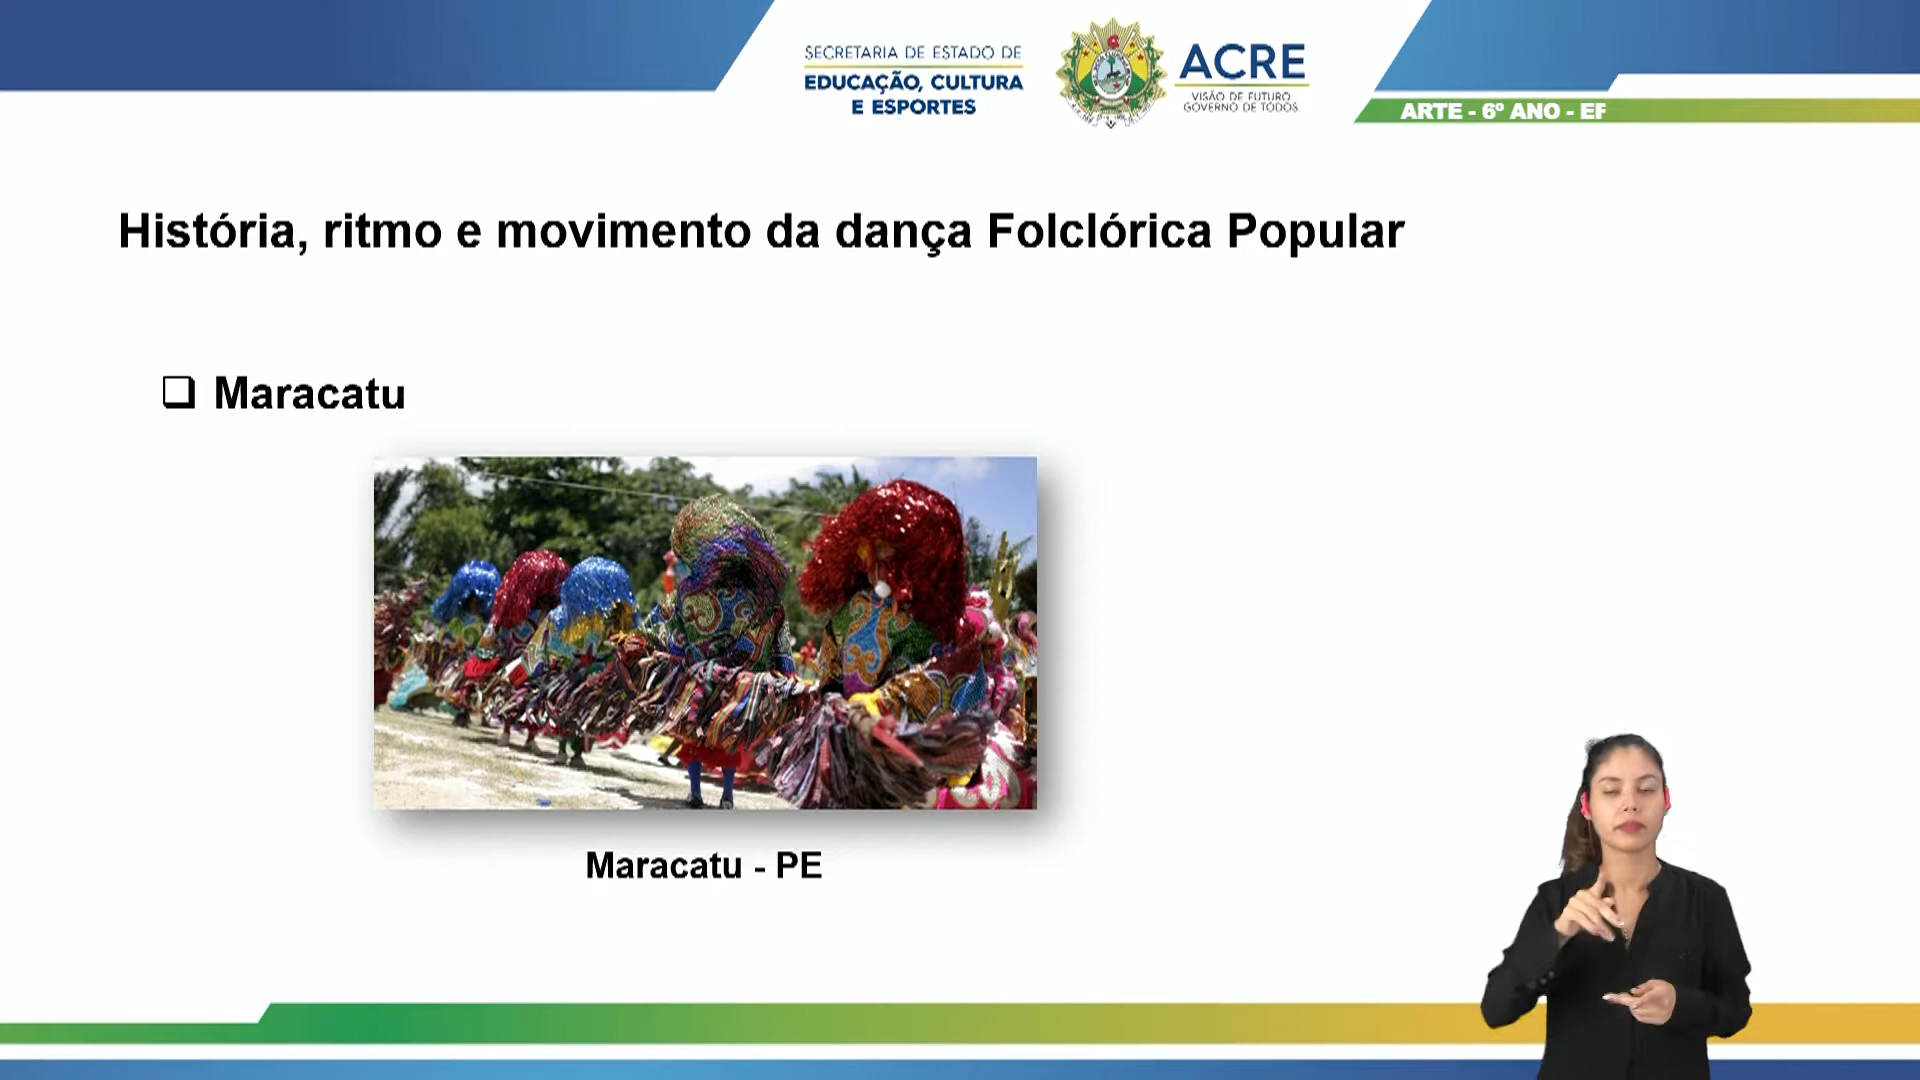 SECRETARIA DE ESTADO DE
EDUCAÇÃO, CULTURA
E ESPORTES
ACRE
VISÃO DE FUTURO.
GOVERNO DE TODOS.
ARTE - 6º ANO - EF
História, ritmo e movimento da dança Folclórica Popular
Maracatu
Maracatu - PE